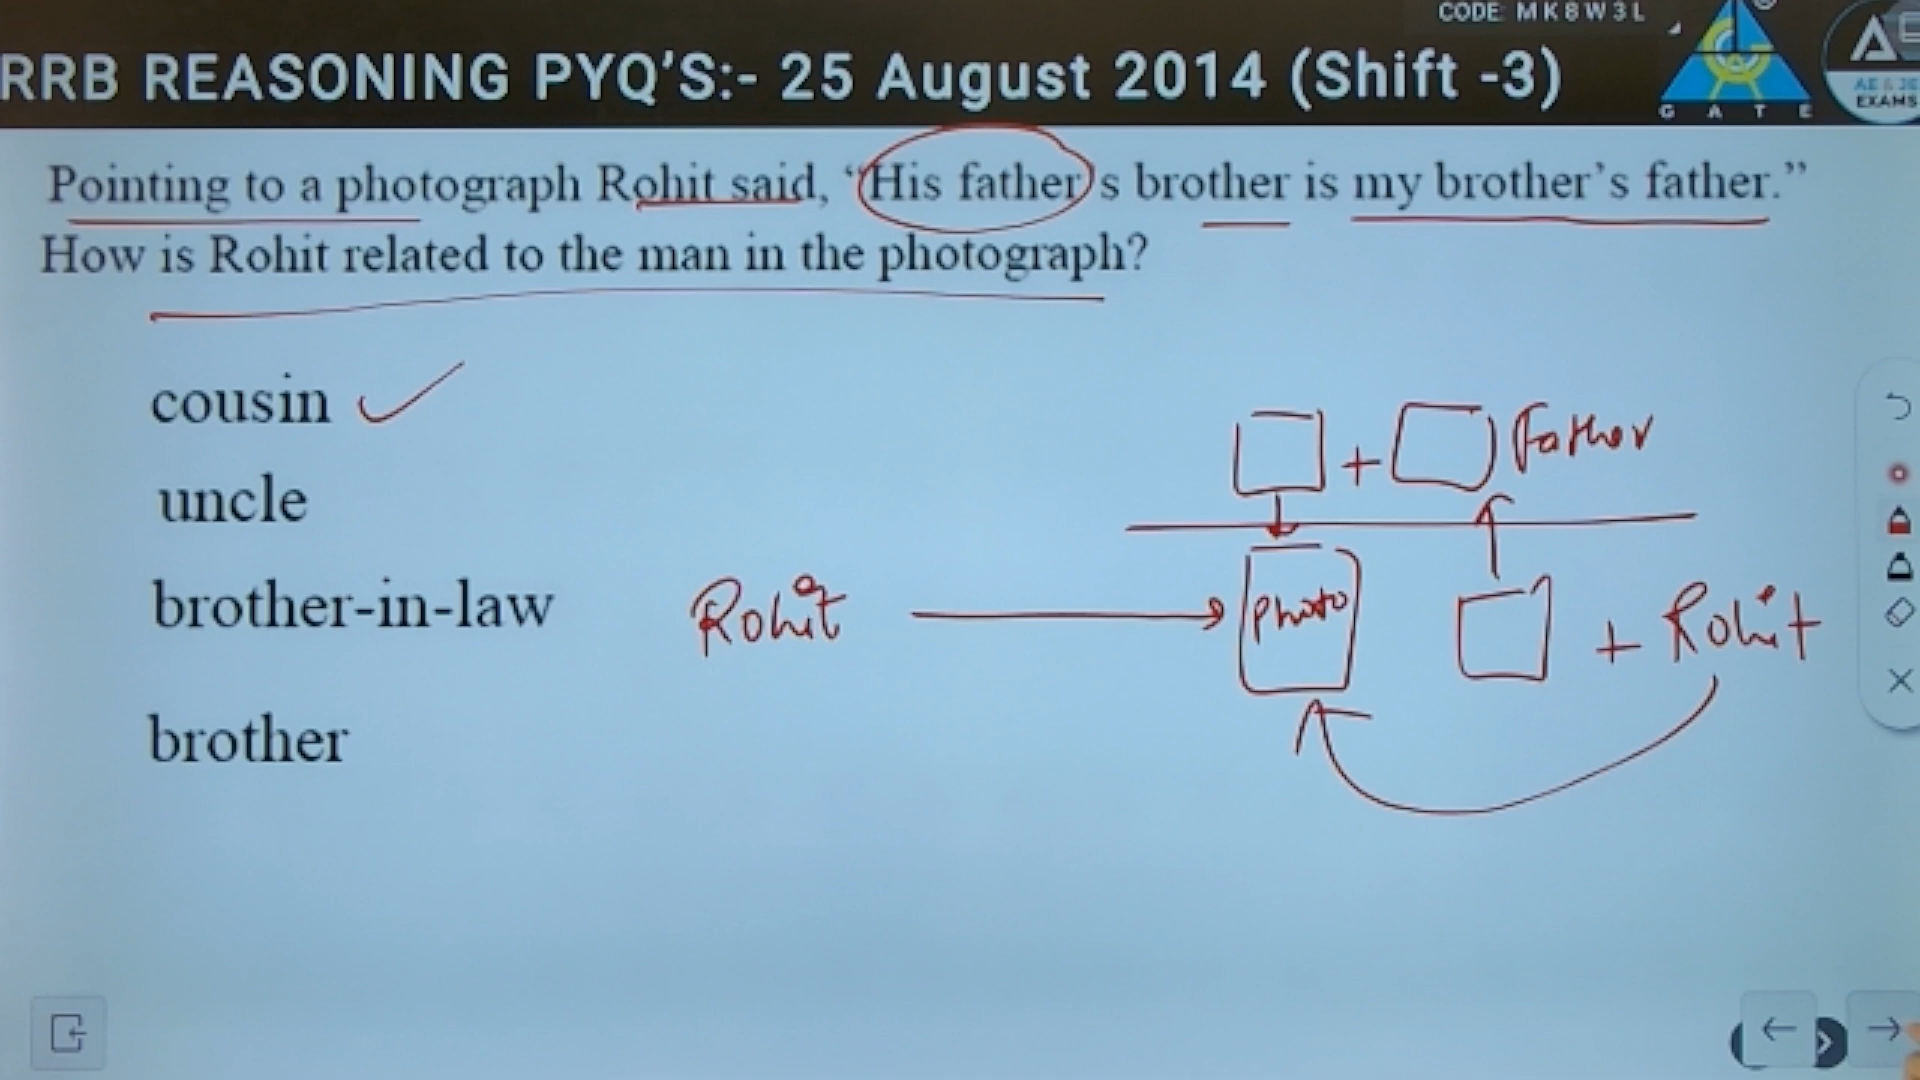 CODE: MK8W3L
RRB REASONING PYQ’S:- 25 August 2014 (Shift -3)
GATE
AE & JE
EXAMS
Pointing to a photograph Rohit said, “His father’s brother is my brother’s father.”
How is Rohit related to the man in the photograph?
cousin
uncle
brother-in-law
brother
+ Father
Rohit
Photo
+ Rohit